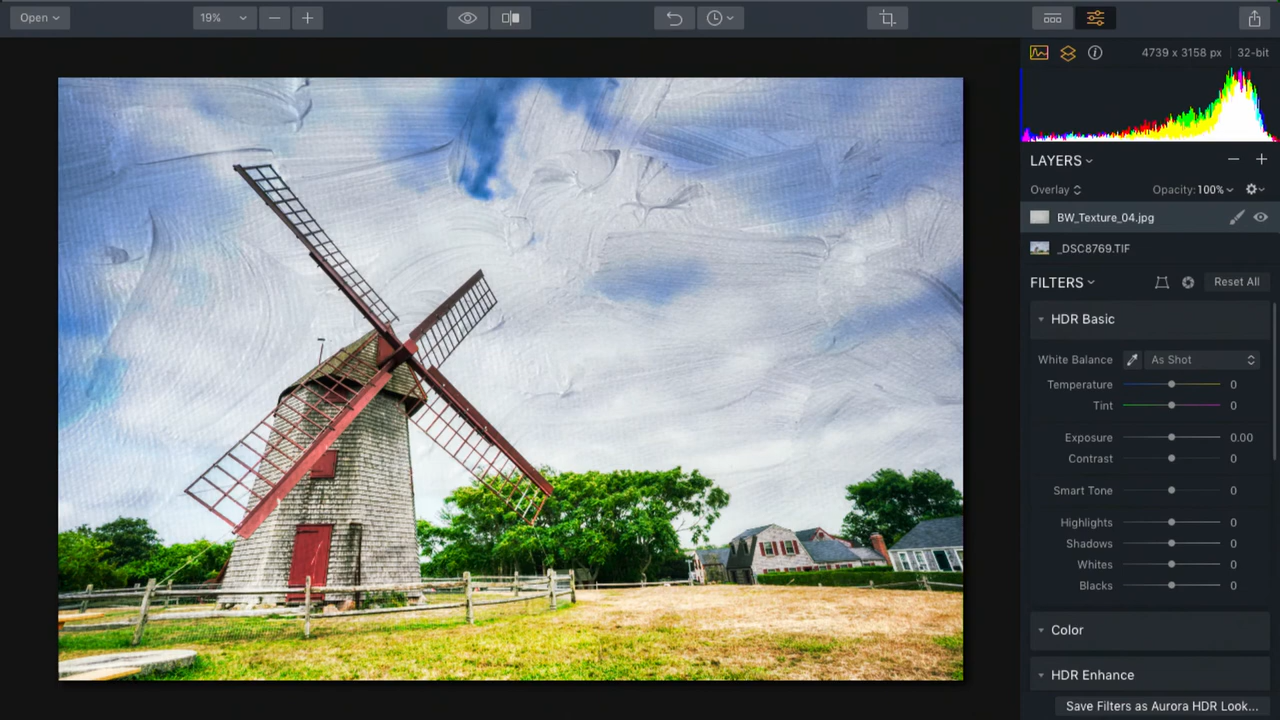 Open
19%
4739 x 3158 px 32-bit
LAYERS
Overlay Opacity:100%
BW_Texture_04.jpg
_DSC8769.TIF
FILTERS Reset All
HDR Basic
White Balance As Shot
Temperature 0
Tint 0
Exposure 0.00
Contrast 0
Smart Tone 0
Highlights 0
Shadows 0
Whites 0
Blacks 0
Color
HDR Enhance
Save Filters as Aurora HDR Look...